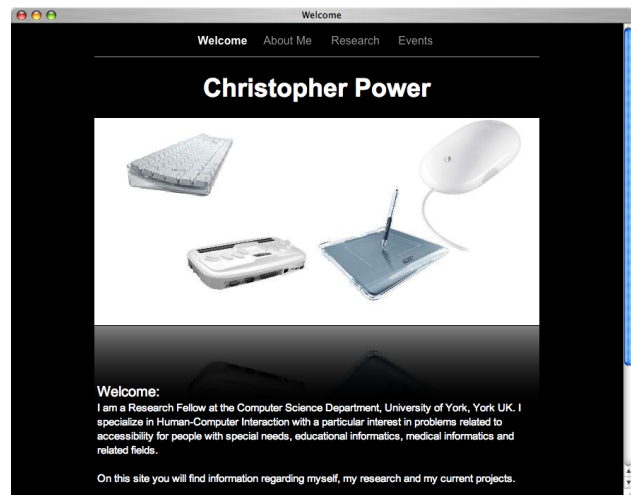 Welcome
Welcome About Me Research Events
Christopher Power
Welcome:
I am a Research Fellow at the Computer Science Department, University of York, York UK. I
specialize in Human-Computer Interaction with a particular interest in problems related to
accessibility for people with special needs, educational informatics, medical informatics and
related fields.
On this site you will find information regarding myself, my research and my current projects.